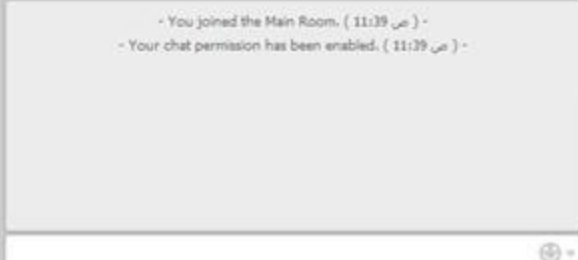 - You joined the Main Room. ( 11:39 ص ) -
- Your chat permission has been enabled. ( 11:39 ص ) -